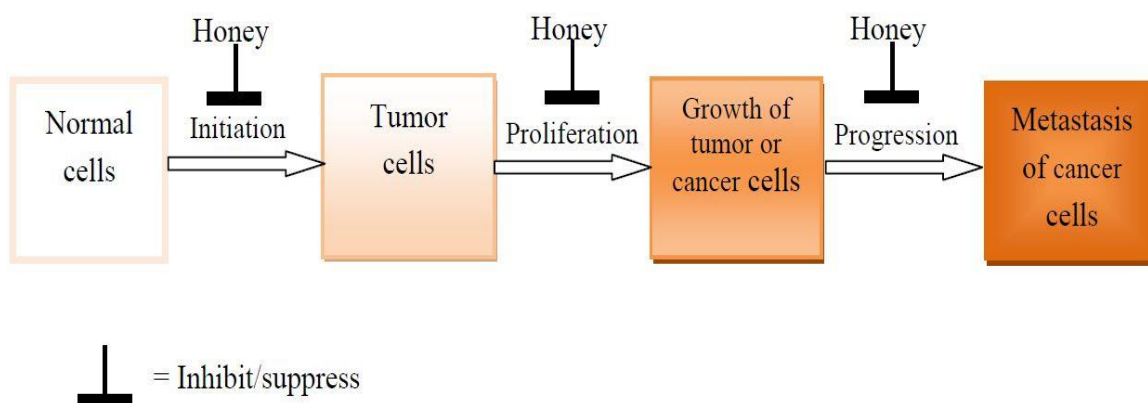 Honey
Honey
Honey
Normal
cells
Initiation
Tumor
cells
Proliferation
Growth of
tumor or
cancer cells
Progression
Metastasis
of cancer
cells
= Inhibit/suppress